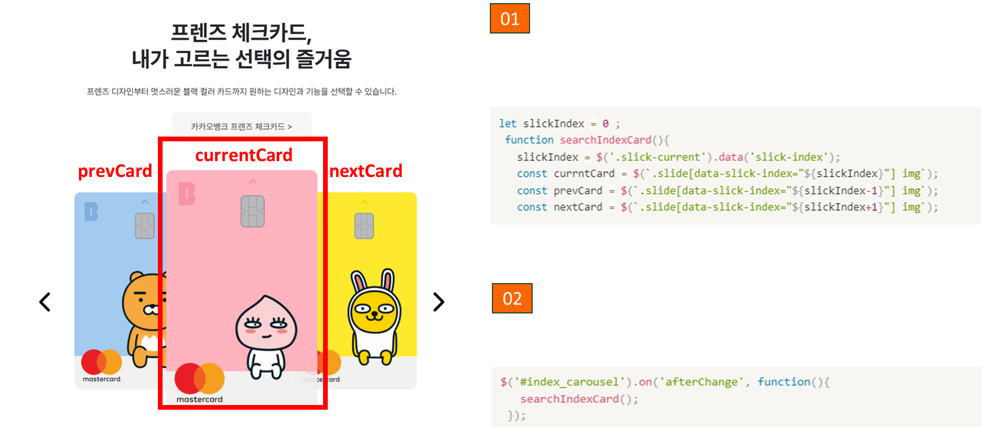 프렌즈 체크카드,
내가 고르는 선택의 즐거움
프렌즈 디자인부터 멋스러운 블랙 컬러 카드까지 원하는 디자인과 기능을 선택할 수 있습니다.
카카오뱅크 프렌즈 체크카드 >
prevCard
currentCard
nextCard
B
B
mastercard.
mastercard.
mastercard.
01
let slickIndex = 0 ;
function searchIndexCard(){
slickIndex = $('.slick-current').data('slick-index');
const currntCard = $(`.slide[data-slick-index="${slickIndex}"] img`);
const prevCard = $(`.slide[data-slick-index="${slickIndex-1}"] img`);
const nextCard = $(`.slide[data-slick-index="${slickIndex+1}"] img`);
02
$('#index_carousel').on('afterChange', function(){
searchIndexCard();
});